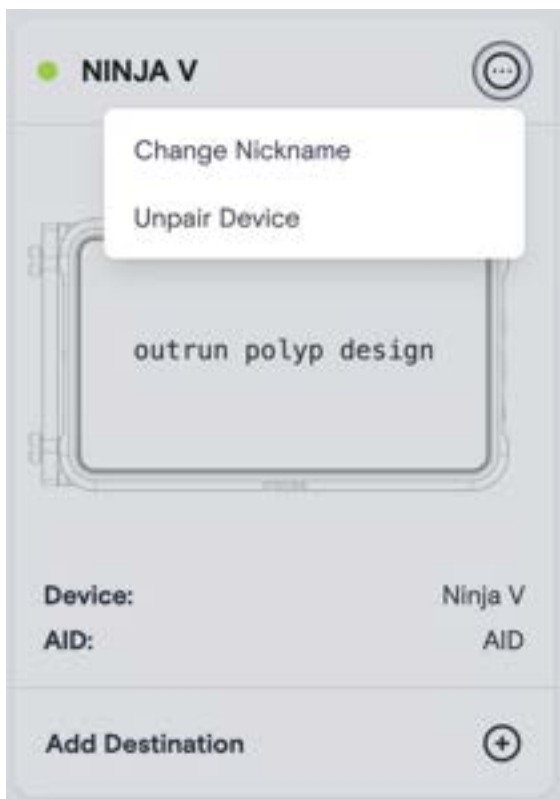 NINJA V
Change Nickname
Unpair Device
outrun polyp design
Device: Ninja V
AID: AID
Add Destination